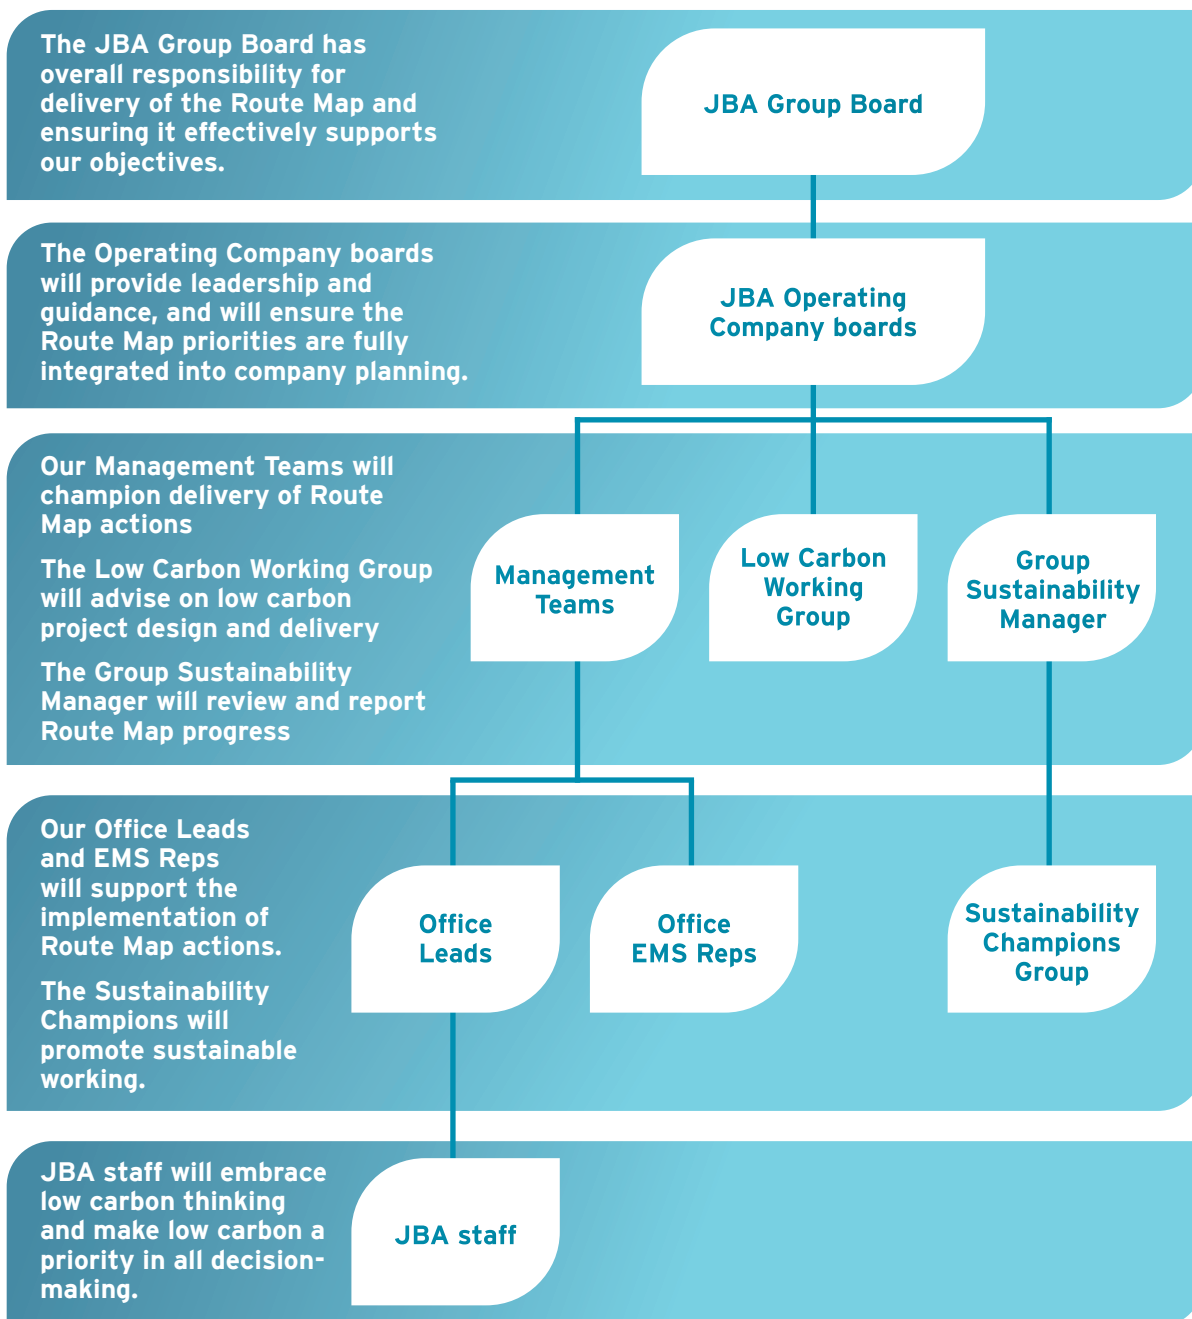 The JBA Group Board has
overall responsibility for
delivery of the Route Map and
ensuring it effectively supports
our objectives.
JBA Group Board
The Operating Company boards
will provide leadership and
guidance, and will ensure the
Route Map priorities are fully
integrated into company planning.
JBA Operating
Company boards
Our Management Teams will
champion delivery of Route
Map actions
The Low Carbon Working Group
will advise on low carbon
project design and delivery
The Group Sustainability
Manager will review and report
Route Map progress
Management
Teams
Low Carbon
Working
Group
Group
Sustainability
Manager
Our Office Leads
and EMS Reps
will support the
implementation of
Route Map actions.
The Sustainability
Champions will
promote sustainable
working.
Office
Leads
Office
EMS Reps
Sustainability
Champions
Group
JBA staff will embrace
low carbon thinking
and make low carbon a
priority in all decision-
making.
JBA staff